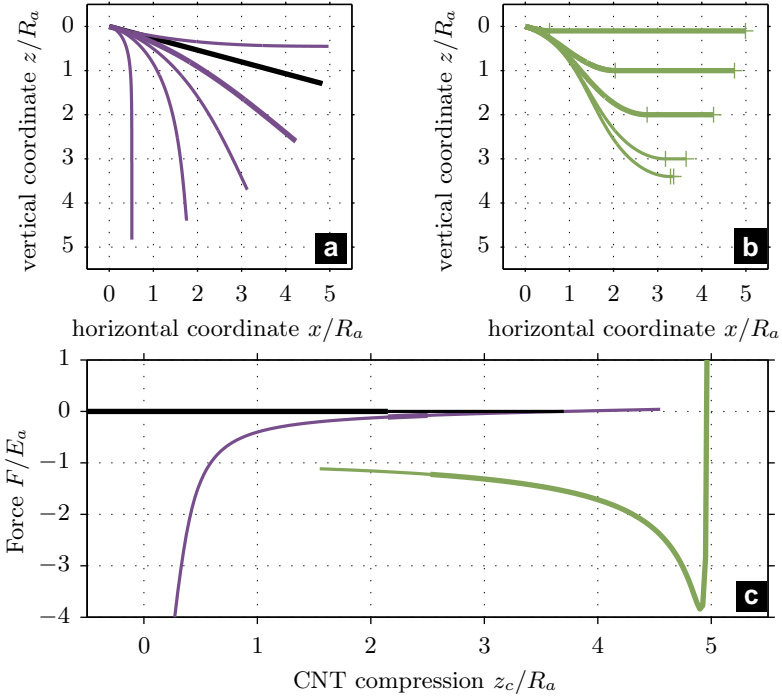 vertical coordinate z/R_a
0
1
2
3
4
5
0 1 2 3 4 5
horizontal coordinate x/R_a
a
vertical coordinate z/R_a
0
1
2
3
4
5
0 1 2 3 4 5
horizontal coordinate x/R_a
b
Force F/E_a
1
0
−1
−2
−3
−4
0 1 2 3 4 5
CNT compression z_c/R_a
c